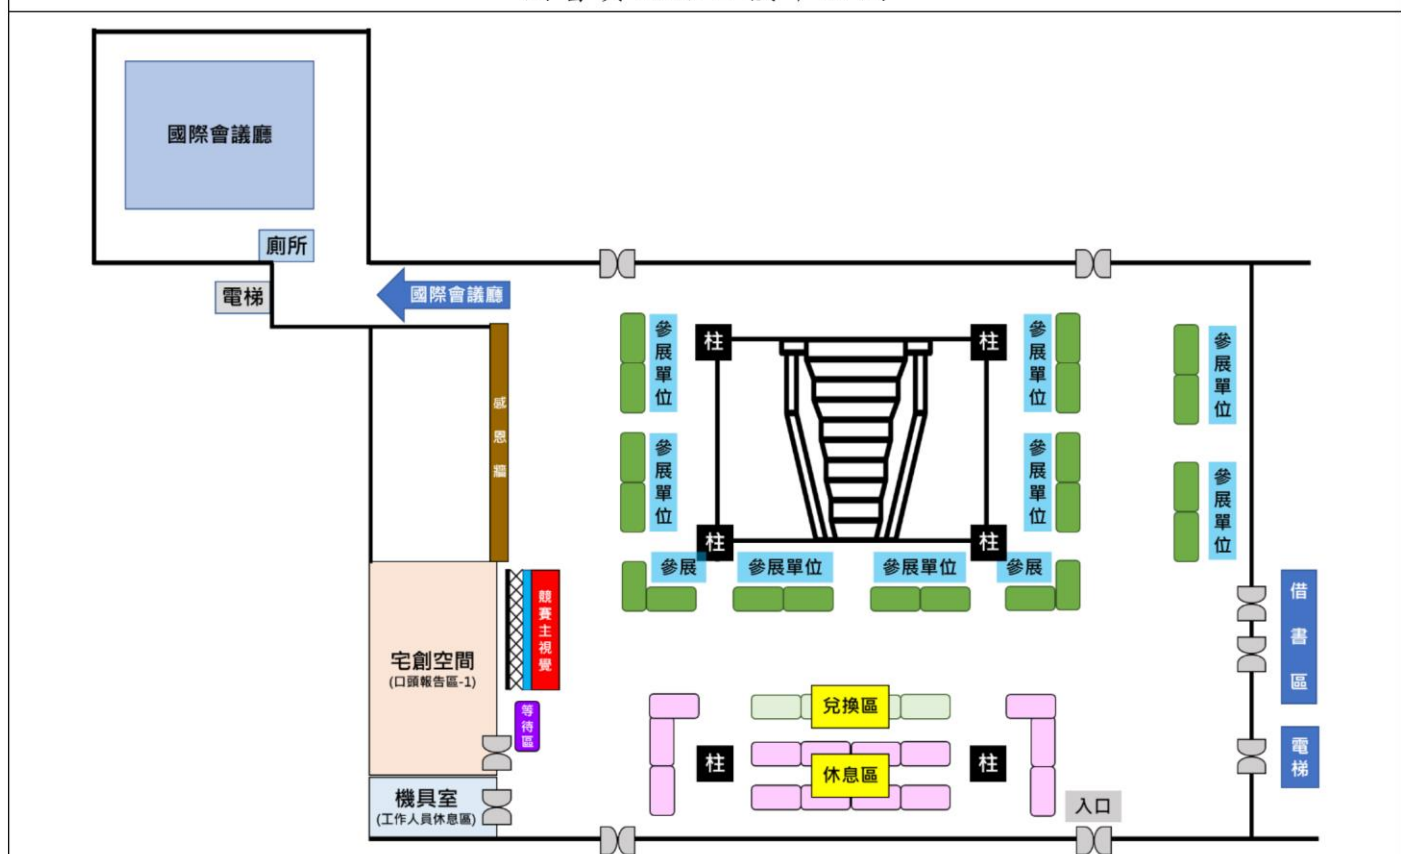 國際會議廳
廁所
電梯
國際會議廳
感恩牆
參展單位
柱
柱
參展單位
參展單位
參展單位
參展單位
參展單位
柱
柱
參展
參展單位
參展單位
參展
宅創空間
(口頭報告區-1)
競賽主視覺
等待區
借書區
兌換區
柱
休息區
柱
電梯
機具室
(工作人員休息區)
入口